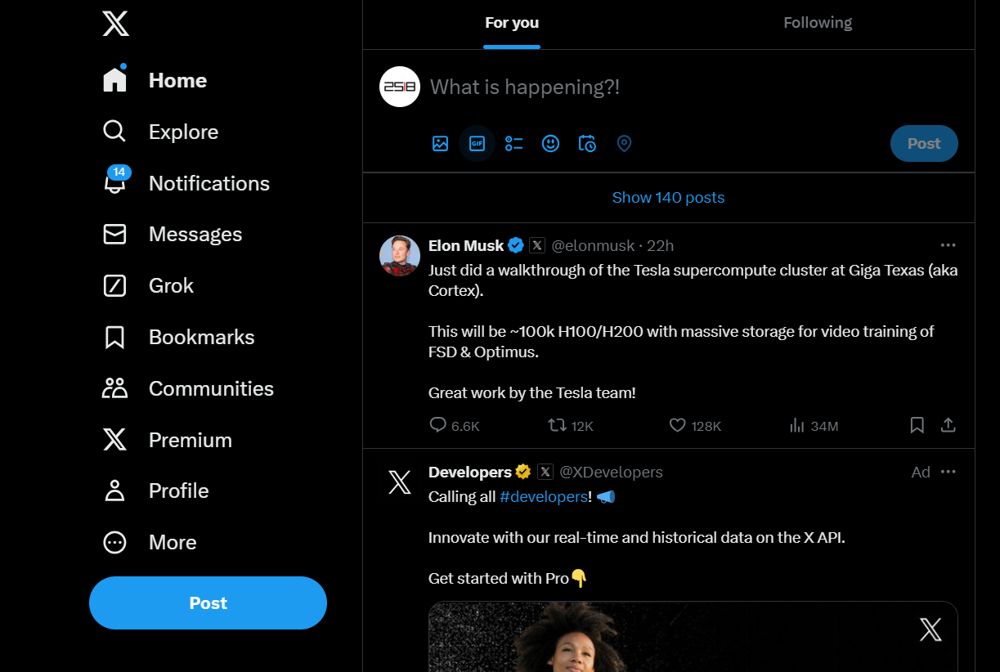 Home
Explore
14
Notifications
Messages
Grok
Bookmarks
Communities
Premium
Profile
More
Post
For you
Following
2518
What is happening?!
GIF
Post
Show 140 posts
Elon Musk @elonmusk · 22h
Just did a walkthrough of the Tesla supercompute cluster at Giga Texas (aka
Cortex).
This will be ~100k H100/H200 with massive storage for video training of
FSD & Optimus.
Great work by the Tesla team!
6.6K 12K 128K 34M
Developers @XDevelopers Ad
Calling all #developers!
Innovate with our real-time and historical data on the X API.
Get started with Pro